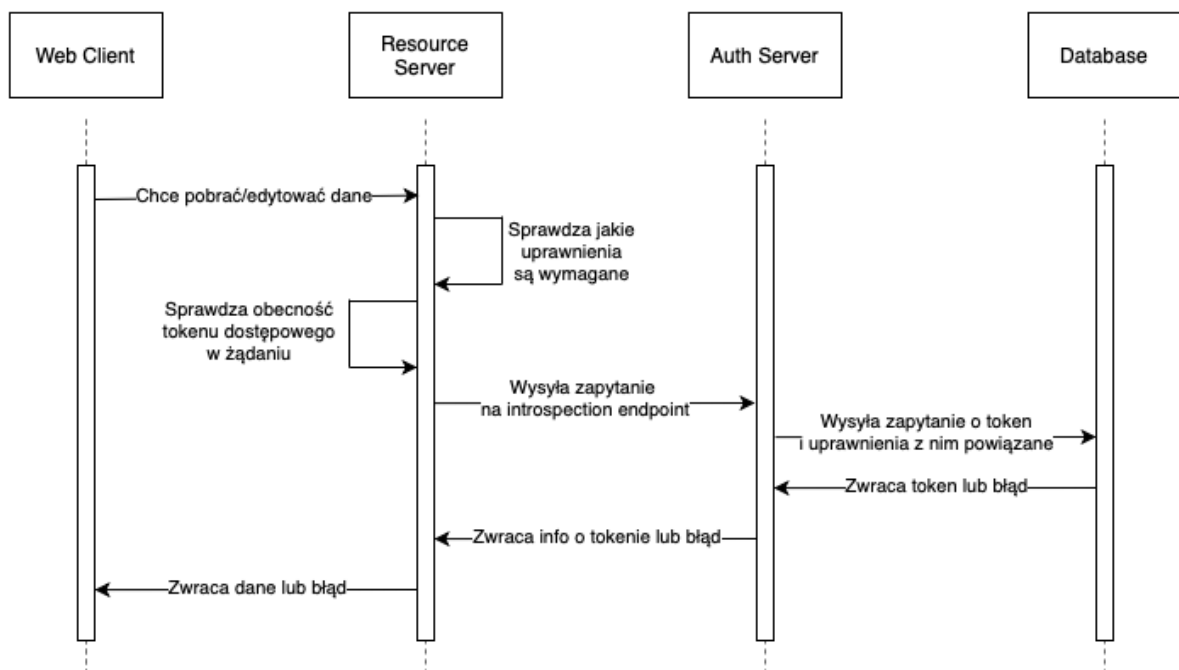 Web Client
Resource
Server
Auth Server
Database
Chce pobrać/edytować dane
Sprawdza jakie
uprawnienia
są wymagane
Sprawdza obecność
tokenu dostępowego
w żądaniu
Wysyła zapytanie
na introspection endpoint
Wysyła zapytanie o token
i uprawnienia z nim powiązane
Zwraca token lub błąd
Zwraca info o tokenie lub błąd
Zwraca dane lub błąd